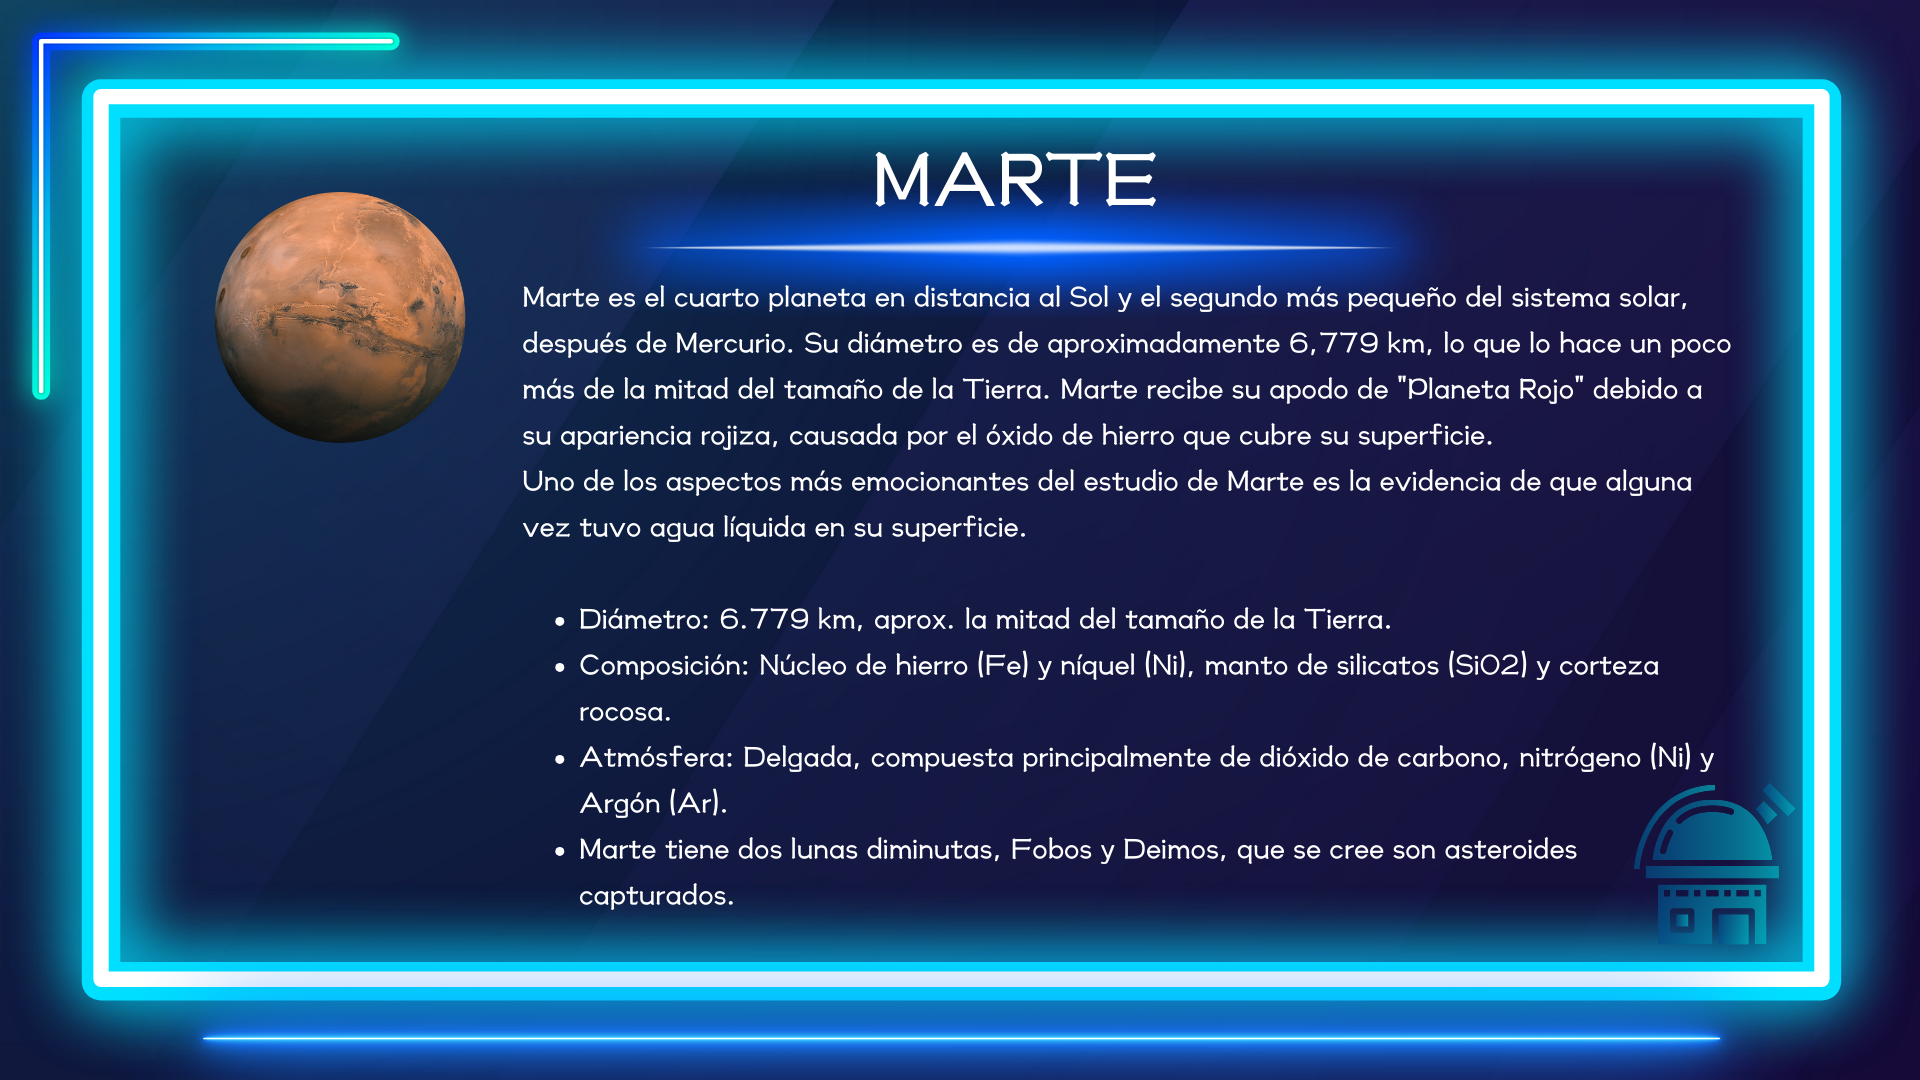 MARTE
Marte es el cuarto planeta en distancia al Sol y el segundo más pequeño del sistema solar,
después de Mercurio. Su diámetro es de aproximadamente 6,779 km, lo que lo hace un poco
más de la mitad del tamaño de la Tierra. Marte recibe su apodo de "Planeta Rojo" debido a
su apariencia rojiza, causada por el óxido de hierro que cubre su superficie.
Uno de los aspectos más emocionantes del estudio de Marte es la evidencia de que alguna
vez tuvo agua líquida en su superficie.
• Diámetro: 6.779 km, aprox. la mitad del tamaño de la Tierra.
• Composición: Núcleo de hierro (Fe) y níquel (Ni), manto de silicatos (SiO2) y corteza
rocosa.
• Atmósfera: Delgada, compuesta principalmente de dióxido de carbono, nitrógeno (Ni) y
Argón (Ar).
• Marte tiene dos lunas diminutas, Fobos y Deimos, que se cree son asteroides
capturados.